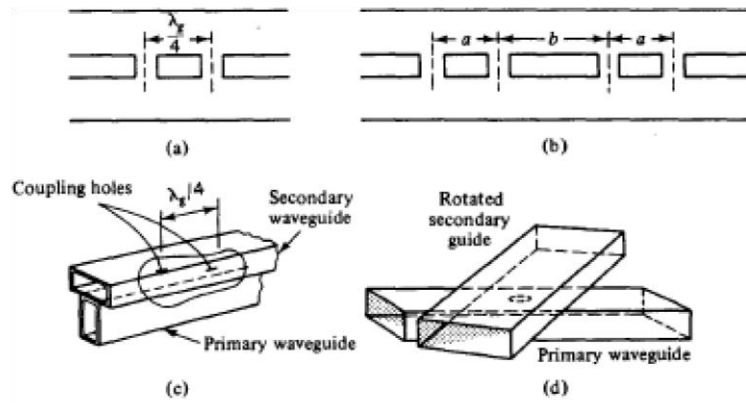 λg
4
a
b
a
(a)
(b)
Coupling holes
λg|4
Secondary
waveguide
Primary waveguide
(c)
Rotated
secondary
guide
Primary waveguide
(d)